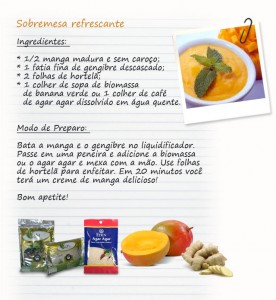 Sobremesa refrescante
Ingredientes:
* 1/2 manga madura e sem caroço;
* 1 fatia fina de gengibre descascado;
* 2 folhas de hortelã;
* 1 colher de sopa de biomassa
de banana verde ou 1 colher de café
de agar agar dissolvido em água quente.
Modo de Preparo:
Bata a manga e o gengibre no liquidificador.
Passe em uma peneira e adicione a biomassa
ou o agar agar e mexa com a mão. Use folhas
de hortelã para enfeitar. Em 20 minutos você
terá um creme de manga delicioso!
Bom apetite!
Agar Agar